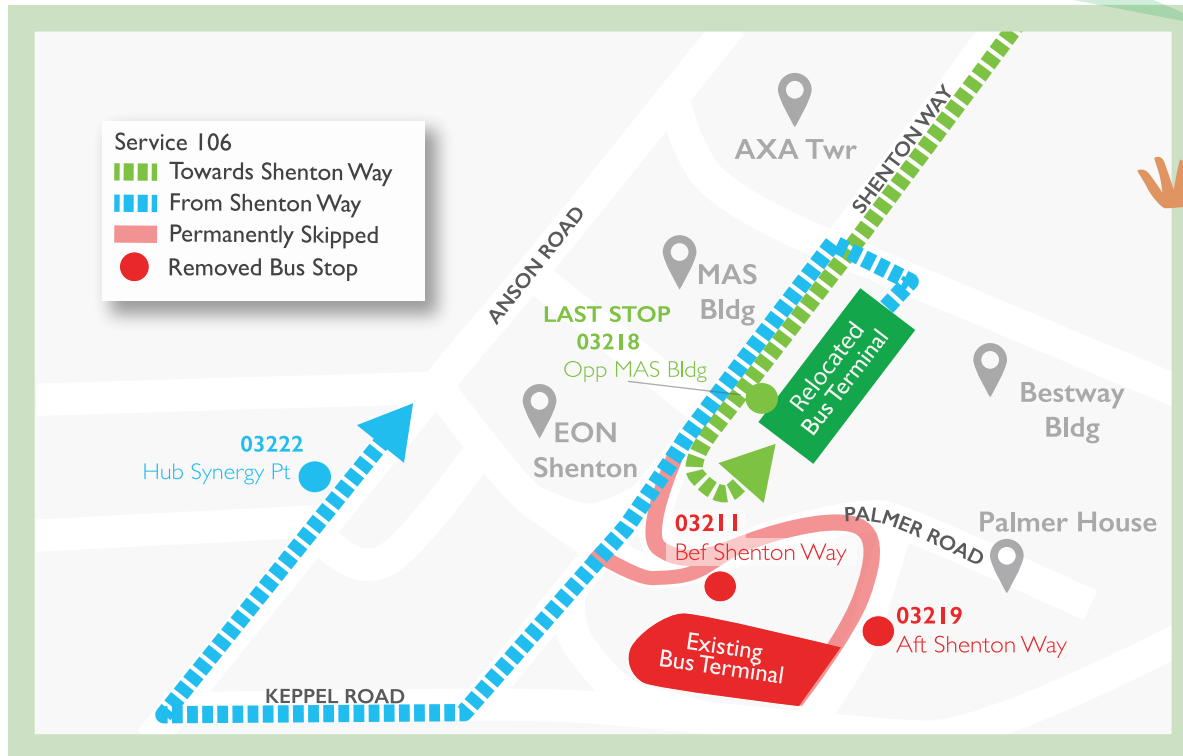 Service 106
Towards Shenton Way
From Shenton Way
Permanently Skipped
Removed Bus Stop
AXA Twr
SHENTON WAY
ANSON ROAD
MAS
Bldg
LAST STOP
03218
Opp MAS Bldg
Relocated
Bus Terminal
Bestway
Bldg
EON
Shenton
03222
Hub Synergy Pt
03211
Bef Shenton Way
PALMER ROAD
Palmer House
03219
Aft Shenton Way
Existing
Bus Terminal
KEPPEL ROAD